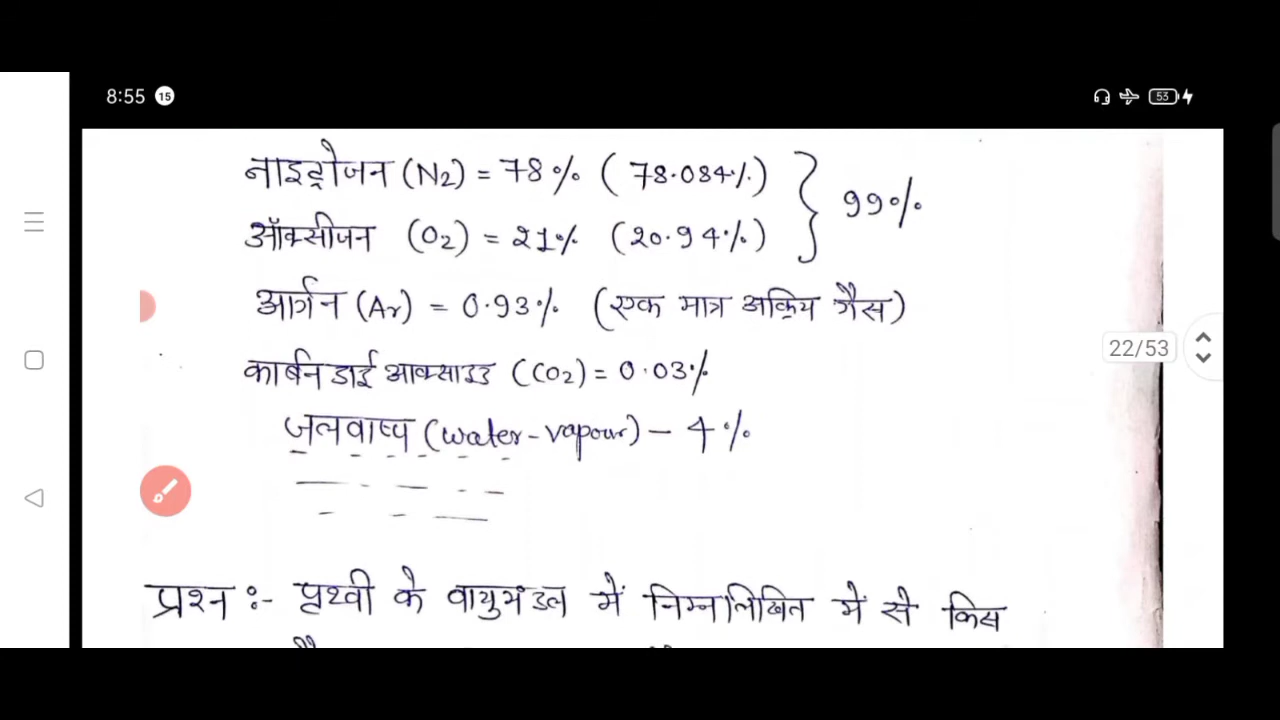 8:55 15 53
नाइट्रोजन (N2) = 78% (78.084%) } 99%
ऑक्सीजन (O2) = 21% (20.94%)
आर्गन (Ar) = 0.93% (एक मात्र अक्रिय गैस)
22/53
कार्बन डाई आक्साइड (CO2) = 0.03%
जलवाष्प (water-vapour) – 4%
प्रश्न :- पृथ्वी के वायुमंडल में निम्नलिखित में से किस